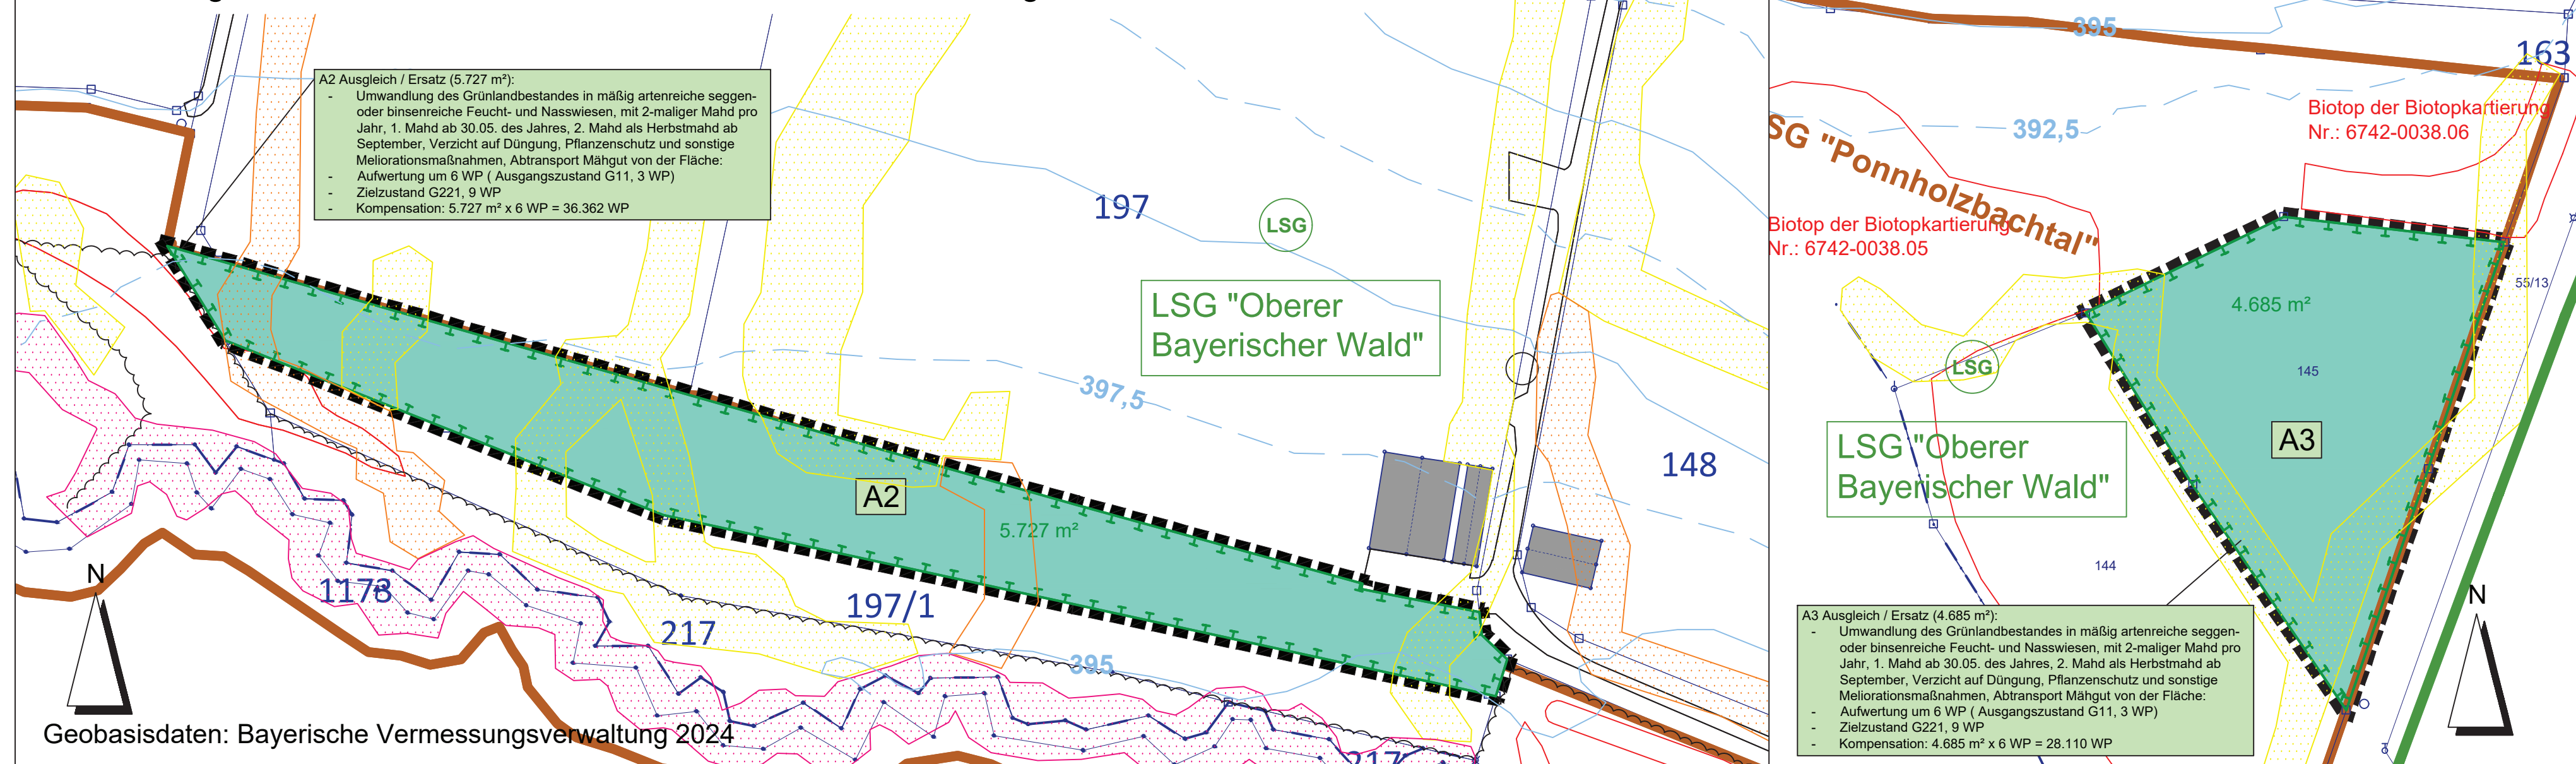 A2 Ausgleich / Ersatz (5.727 m²):
- Umwandlung des Grünlandbestandes in mäßig artenreiche seggen-
oder binsenreiche Feucht- und Nasswiesen, mit 2-maliger Mahd pro
Jahr, 1. Mahd ab 30.05. des Jahres, 2. Mahd als Herbstmahd ab
September, Verzicht auf Düngung, Pflanzenschutz und sonstige
Meliorationsmaßnahmen, Abtransport Mähgut von der Fläche:
- Aufwertung um 6 WP ( Ausgangszustand G11, 3 WP)
- Zielzustand G221, 9 WP
- Kompensation: 5.727 m² x 6 WP = 36.362 WP
197
LSG
LSG "Oberer
Bayerischer Wald"
397,5
148
A2
5.727 m²
197/1
217
1173
395
217
N
Geobasisdaten: Bayerische Vermessungsverwaltung 2024
395
163
392,5
Biotop der Biotopkartierung
Nr.: 6742-0038.06
SG "Ponnholzbachtal"
Biotop der Biotopkartierung
Nr.: 6742-0038.05
55/13
4.685 m²
145
LSG
A3
LSG "Oberer
Bayerischer Wald"
144
N
A3 Ausgleich / Ersatz (4.685 m²):
- Umwandlung des Grünlandbestandes in mäßig artenreiche seggen-
oder binsenreiche Feucht- und Nasswiesen, mit 2-maliger Mahd pro
Jahr, 1. Mahd ab 30.05. des Jahres, 2. Mahd als Herbstmahd ab
September, Verzicht auf Düngung, Pflanzenschutz und sonstige
Meliorationsmaßnahmen, Abtransport Mähgut von der Fläche:
- Aufwertung um 6 WP ( Ausgangszustand G11, 3 WP)
- Zielzustand G221, 9 WP
- Kompensation: 4.685 m² x 6 WP = 28.110 WP